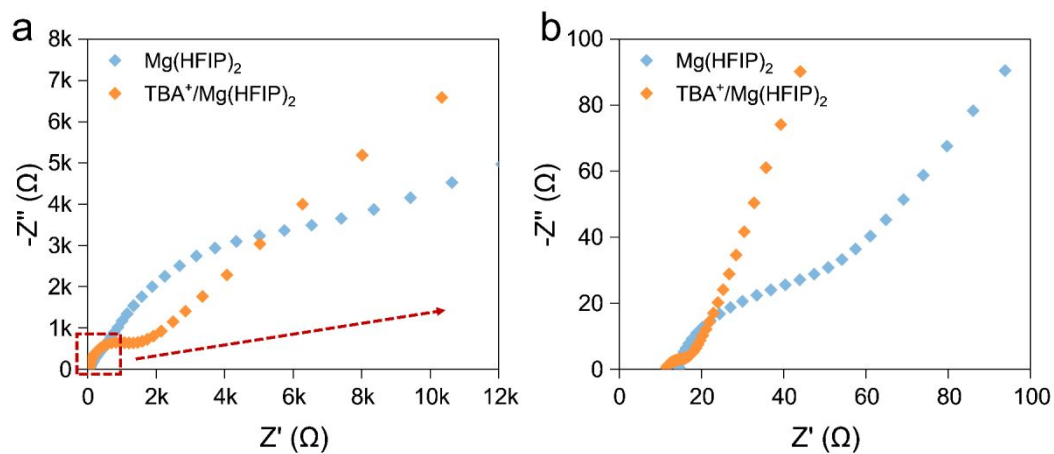 a
Mg(HFIP)₂
TBA⁺/Mg(HFIP)₂
8k
7k
6k
5k
4k
3k
2k
1k
0
-Z" (Ω)
0 2k 4k 6k 8k 10k 12k
Z' (Ω)
b
Mg(HFIP)₂
TBA⁺/Mg(HFIP)₂
100
80
60
40
20
0
-Z" (Ω)
0 20 40 60 80 100
Z' (Ω)